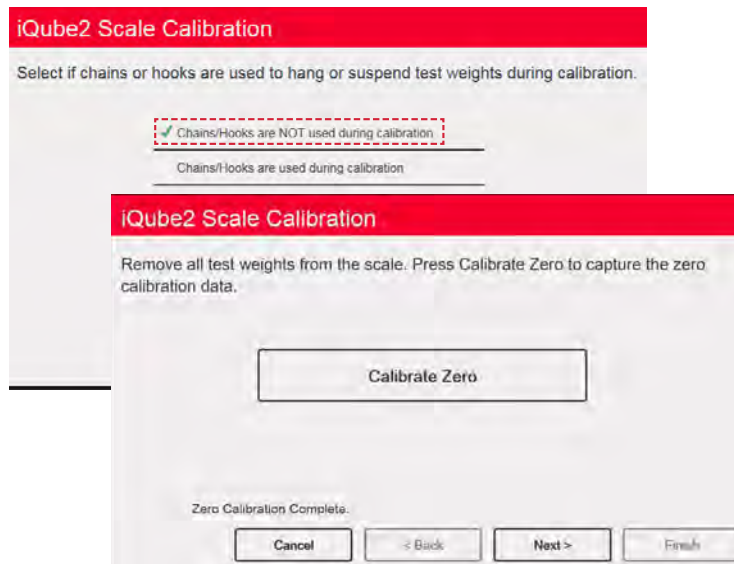 iQube2 Scale Calibration
Select if chains or hooks are used to hang or suspend test weights during calibration.
✓ Chains/Hooks are NOT used during calibration
Chains/Hooks are used during calibration
iQube2 Scale Calibration
Remove all test weights from the scale. Press Calibrate Zero to capture the zero
calibration data.
Calibrate Zero
Zero Calibration Complete.
Cancel
< Back
Next >
Finish